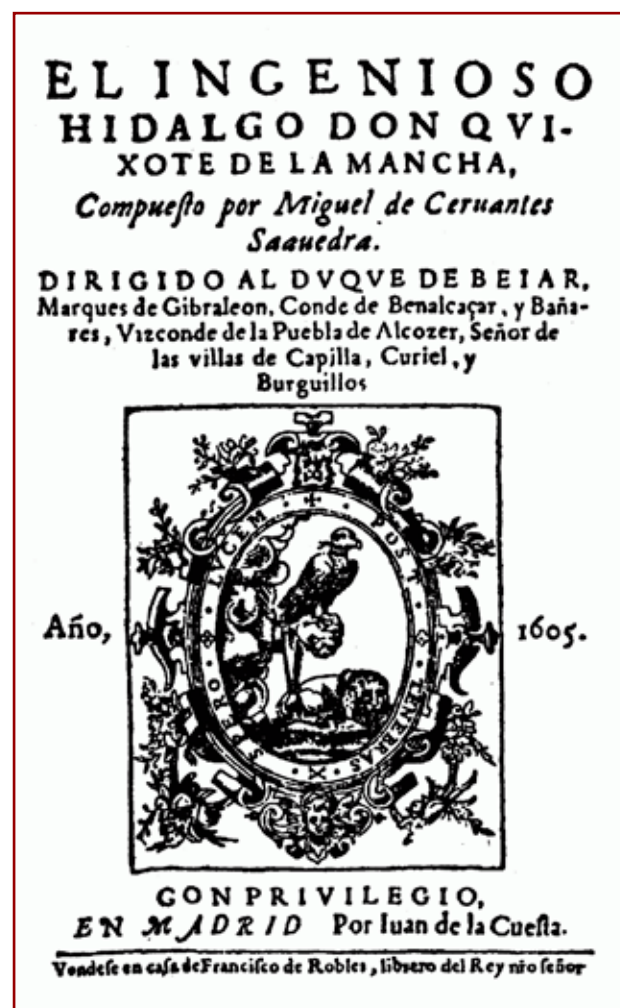 EL INGENIOSO
HIDALGO DON QVI-
XOTE DE LA MANCHA,
Compueſto por Miguel de Ceruantes
Saauedra.
DIRIGIDO AL DVQVE DE BEIAR,
Marques de Gibraleon, Conde de Benalcaçar, y Baña-
res, Vizconde de la Puebla de Alcozer, Señor de
las villas de Capilla, Curiel, y
Burguillos
POST TENEBRAS SPERO LVCEM
Año, 1605.
CON PRIVILEGIO,
EN MADRID Por Iuan de la Cueſta.
Vendeſe en caſa de Franciſco de Robles, librero del Rey nr̃o ſeñor